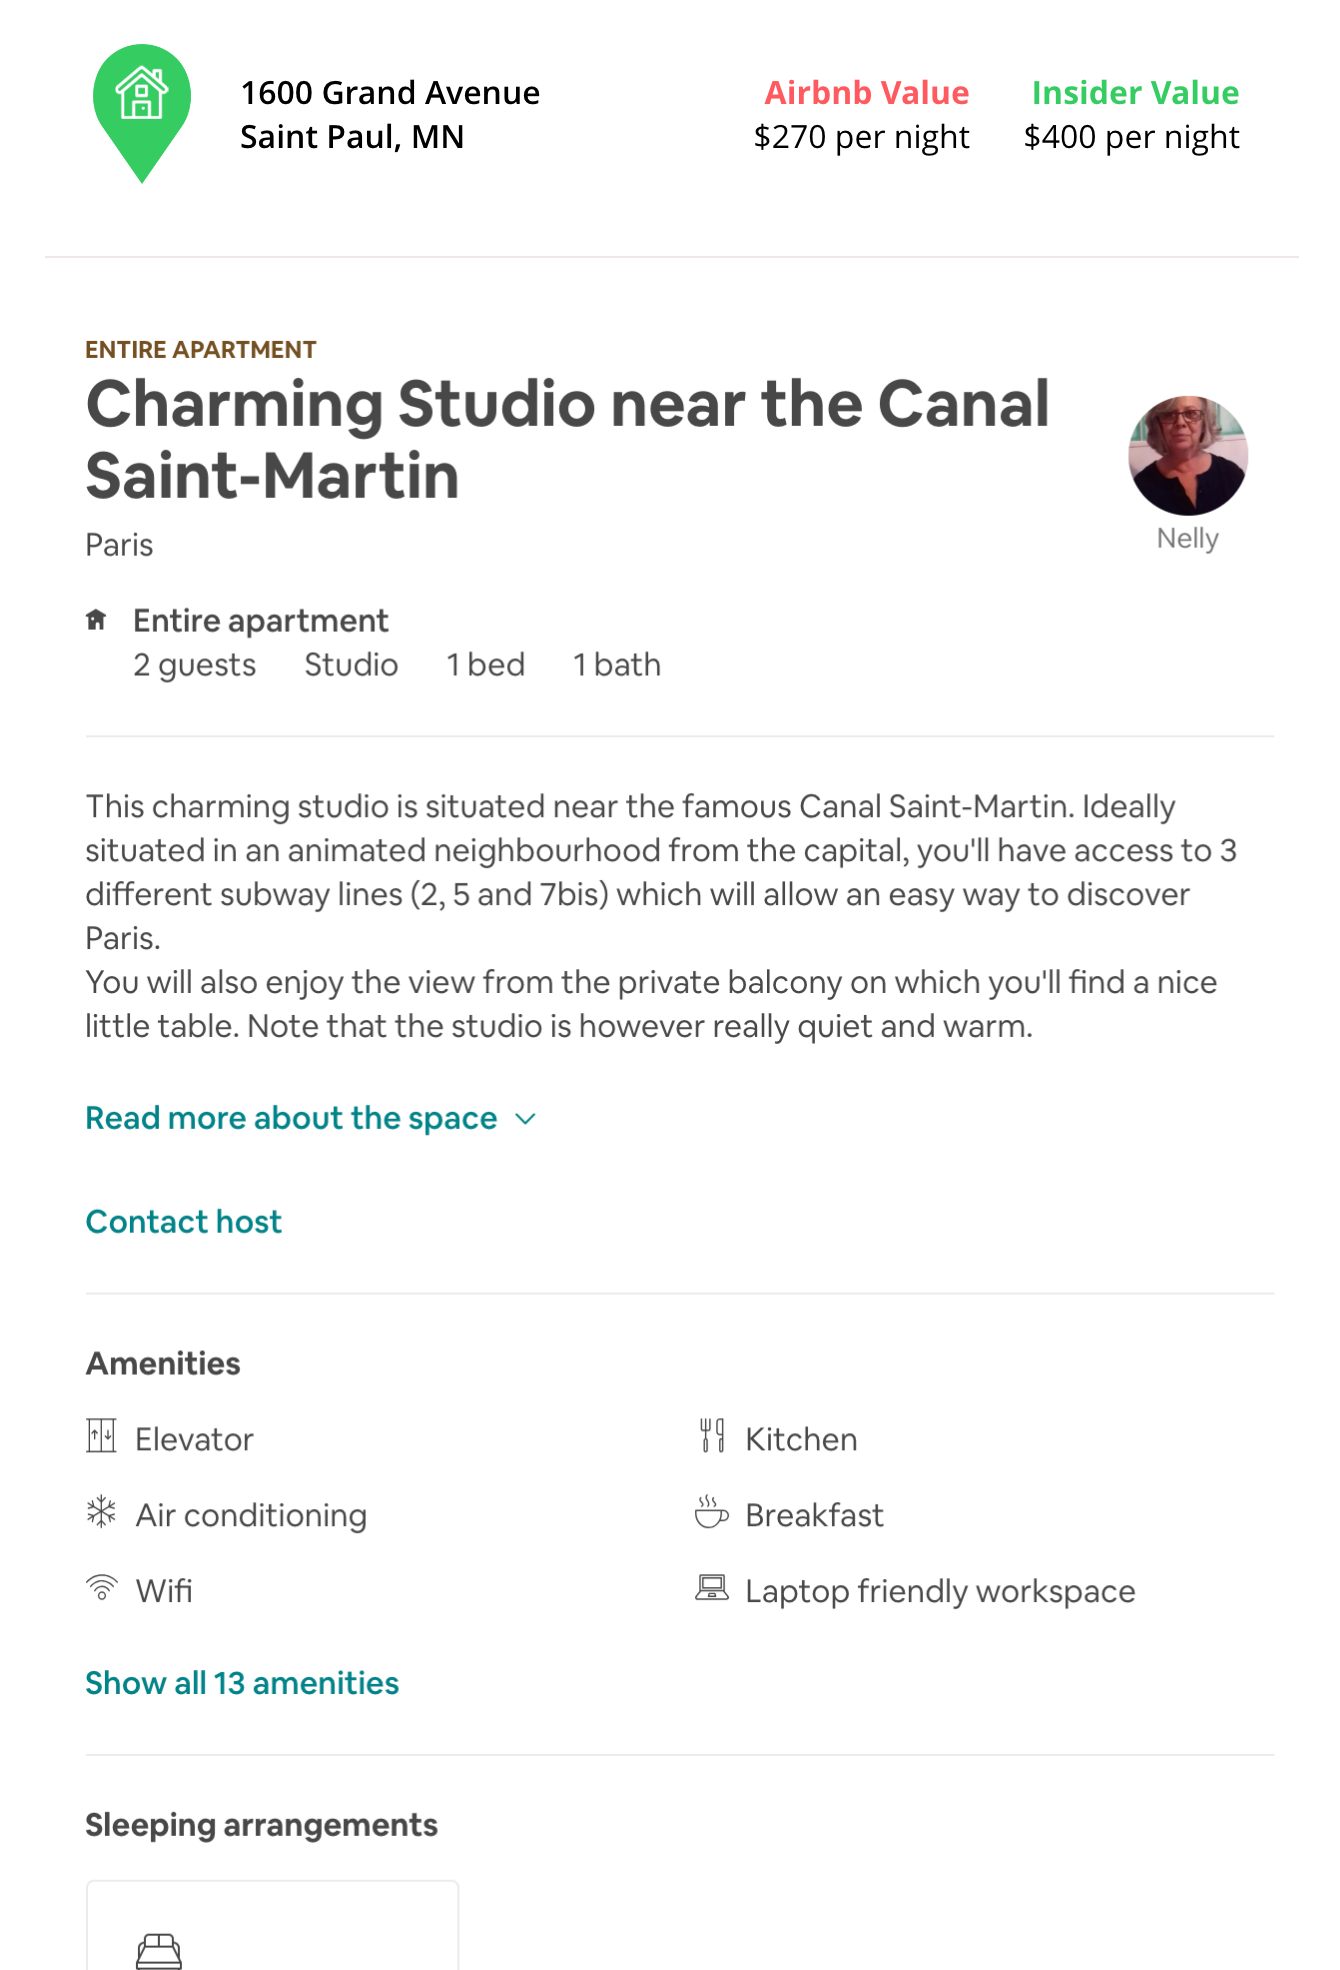 1600 Grand Avenue
Saint Paul, MN
Airbnb Value
$270 per night
Insider Value
$400 per night
ENTIRE APARTMENT
Charming Studio near the Canal
Saint-Martin
Paris
Nelly
Entire apartment
2 guests Studio 1 bed 1 bath
This charming studio is situated near the famous Canal Saint-Martin. Ideally
situated in an animated neighbourhood from the capital, you'll have access to 3
different subway lines (2, 5 and 7bis) which will allow an easy way to discover
Paris.
You will also enjoy the view from the private balcony on which you'll find a nice
little table. Note that the studio is however really quiet and warm.
Read more about the space
Contact host
Amenities
Elevator
Kitchen
Air conditioning
Breakfast
Wifi
Laptop friendly workspace
Show all 13 amenities
Sleeping arrangements